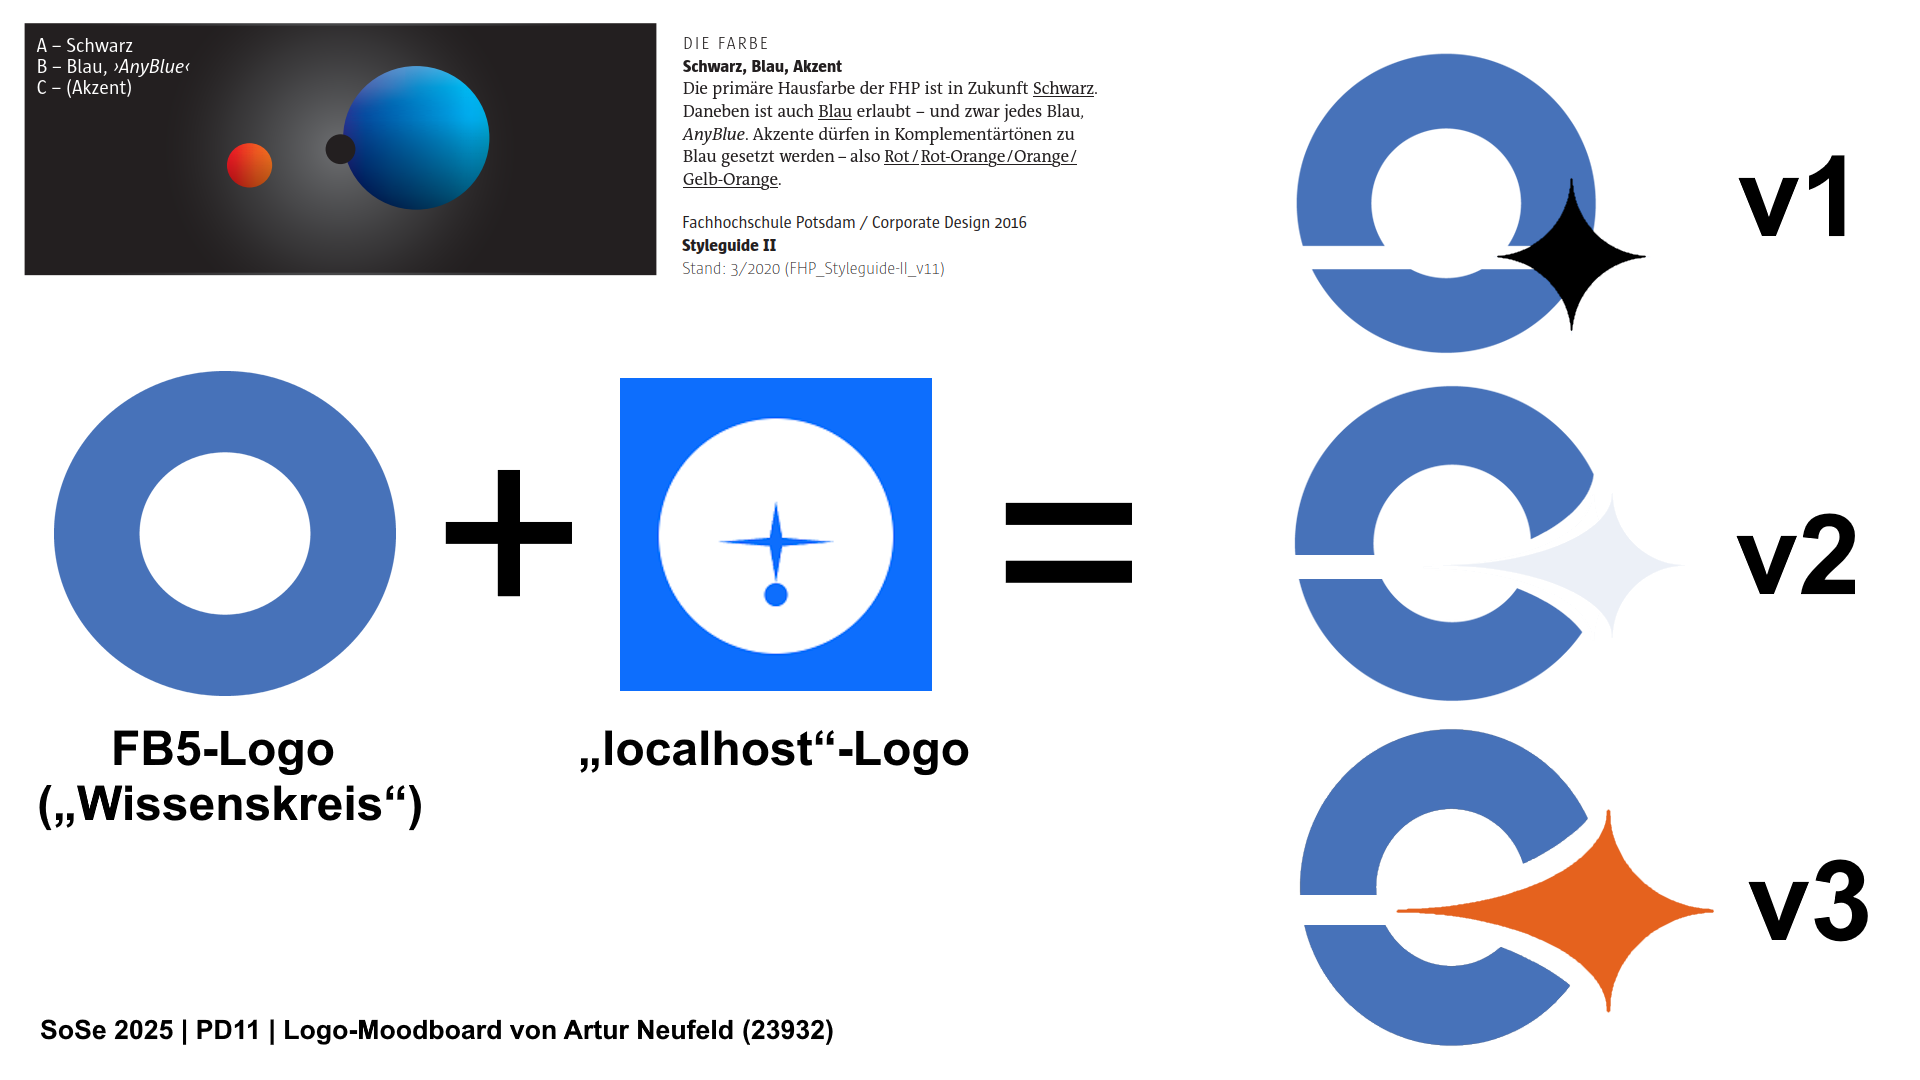 A – Schwarz
B – Blau, ›AnyBlue‹
C – (Akzent)
DIE FARBE
Schwarz, Blau, Akzent
Die primäre Hausfarbe der FHP ist in Zukunft Schwarz.
Daneben ist auch Blau erlaubt – und zwar jedes Blau,
AnyBlue. Akzente dürfen in Komplementärtönen zu
Blau gesetzt werden – also Rot / Rot-Orange/Orange/
Gelb-Orange.
Fachhochschule Potsdam / Corporate Design 2016
Styleguide II
Stand: 3/2020 (FHP_Styleguide-II_v11)
+
=
FB5-Logo
(„Wissenskreis“)
„localhost“-Logo
v1
v2
v3
SoSe 2025 | PD11 | Logo-Moodboard von Artur Neufeld (23932)